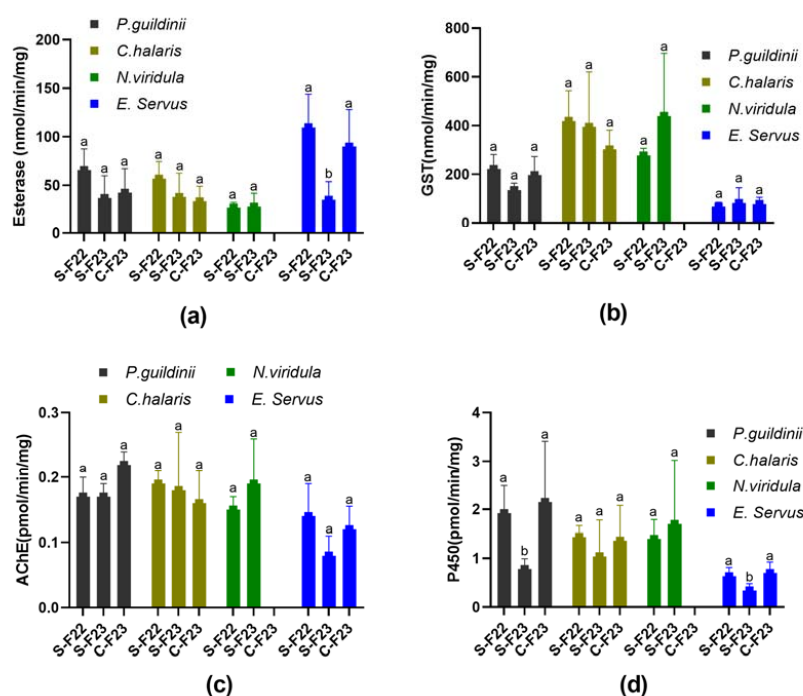 P.guildinii
C.halaris
N.viridula
E. Servus
Esterase (nmol/min/mg)
200
150
100
50
0
a a a a a a a a a b a
S-F22 S-F23 C-F23 S-F22 S-F23 C-F23 S-F22 S-F23 C-F23 S-F22 S-F23 C-F23
(a)
P.guildinii
C.halaris
N.viridula
E. Servus
GST(nmol/min/mg)
800
600
400
200
0
a a a a a a a a a a a
S-F22 S-F23 C-F23 S-F22 S-F23 C-F23 S-F22 S-F23 C-F23 S-F22 S-F23 C-F23
(b)
P.guildinii N.viridula
C.halaris E. Servus
AChE(pmol/min/mg)
0.3
0.2
0.1
0.0
a a a a a a a a a a a
S-F22 S-F23 C-F23 S-F22 S-F23 C-F23 S-F22 S-F23 C-F23 S-F22 S-F23 C-F23
(c)
P.guildinii
C.halaris
N.viridula
E. Servus
P450(pmol/min/mg)
4
3
2
1
0
a b a a a a a a a b a
S-F22 S-F23 C-F23 S-F22 S-F23 C-F23 S-F22 S-F23 C-F23 S-F22 S-F23 C-F23
(d)